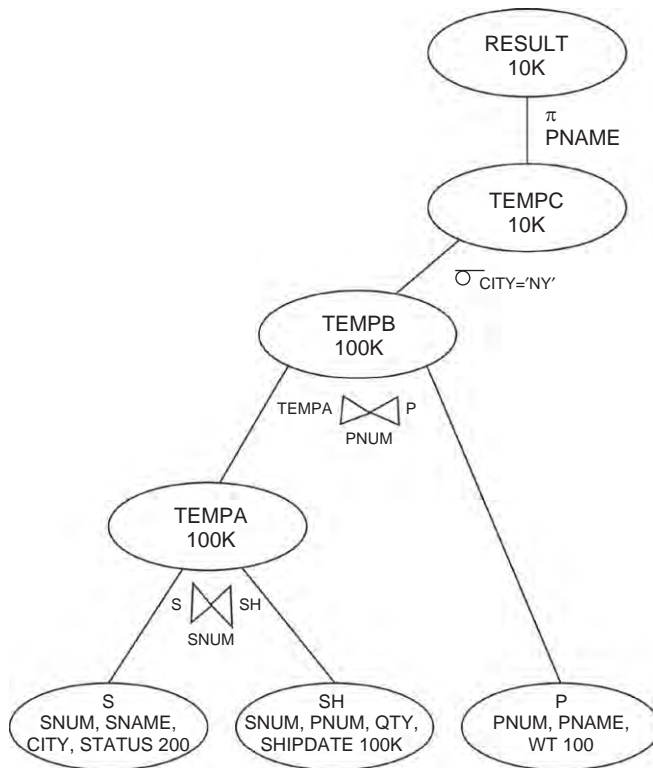 RESULT
10K
π
PNAME
TEMPC
10K
σ CITY='NY'
TEMPB
100K
TEMPA P
PNUM
TEMPA
100K
S SH
SNUM
S
SNUM, SNAME,
CITY, STATUS 200
SH
SNUM, PNUM, QTY,
SHIPDATE 100K
P
PNUM, PNAME,
WT 100